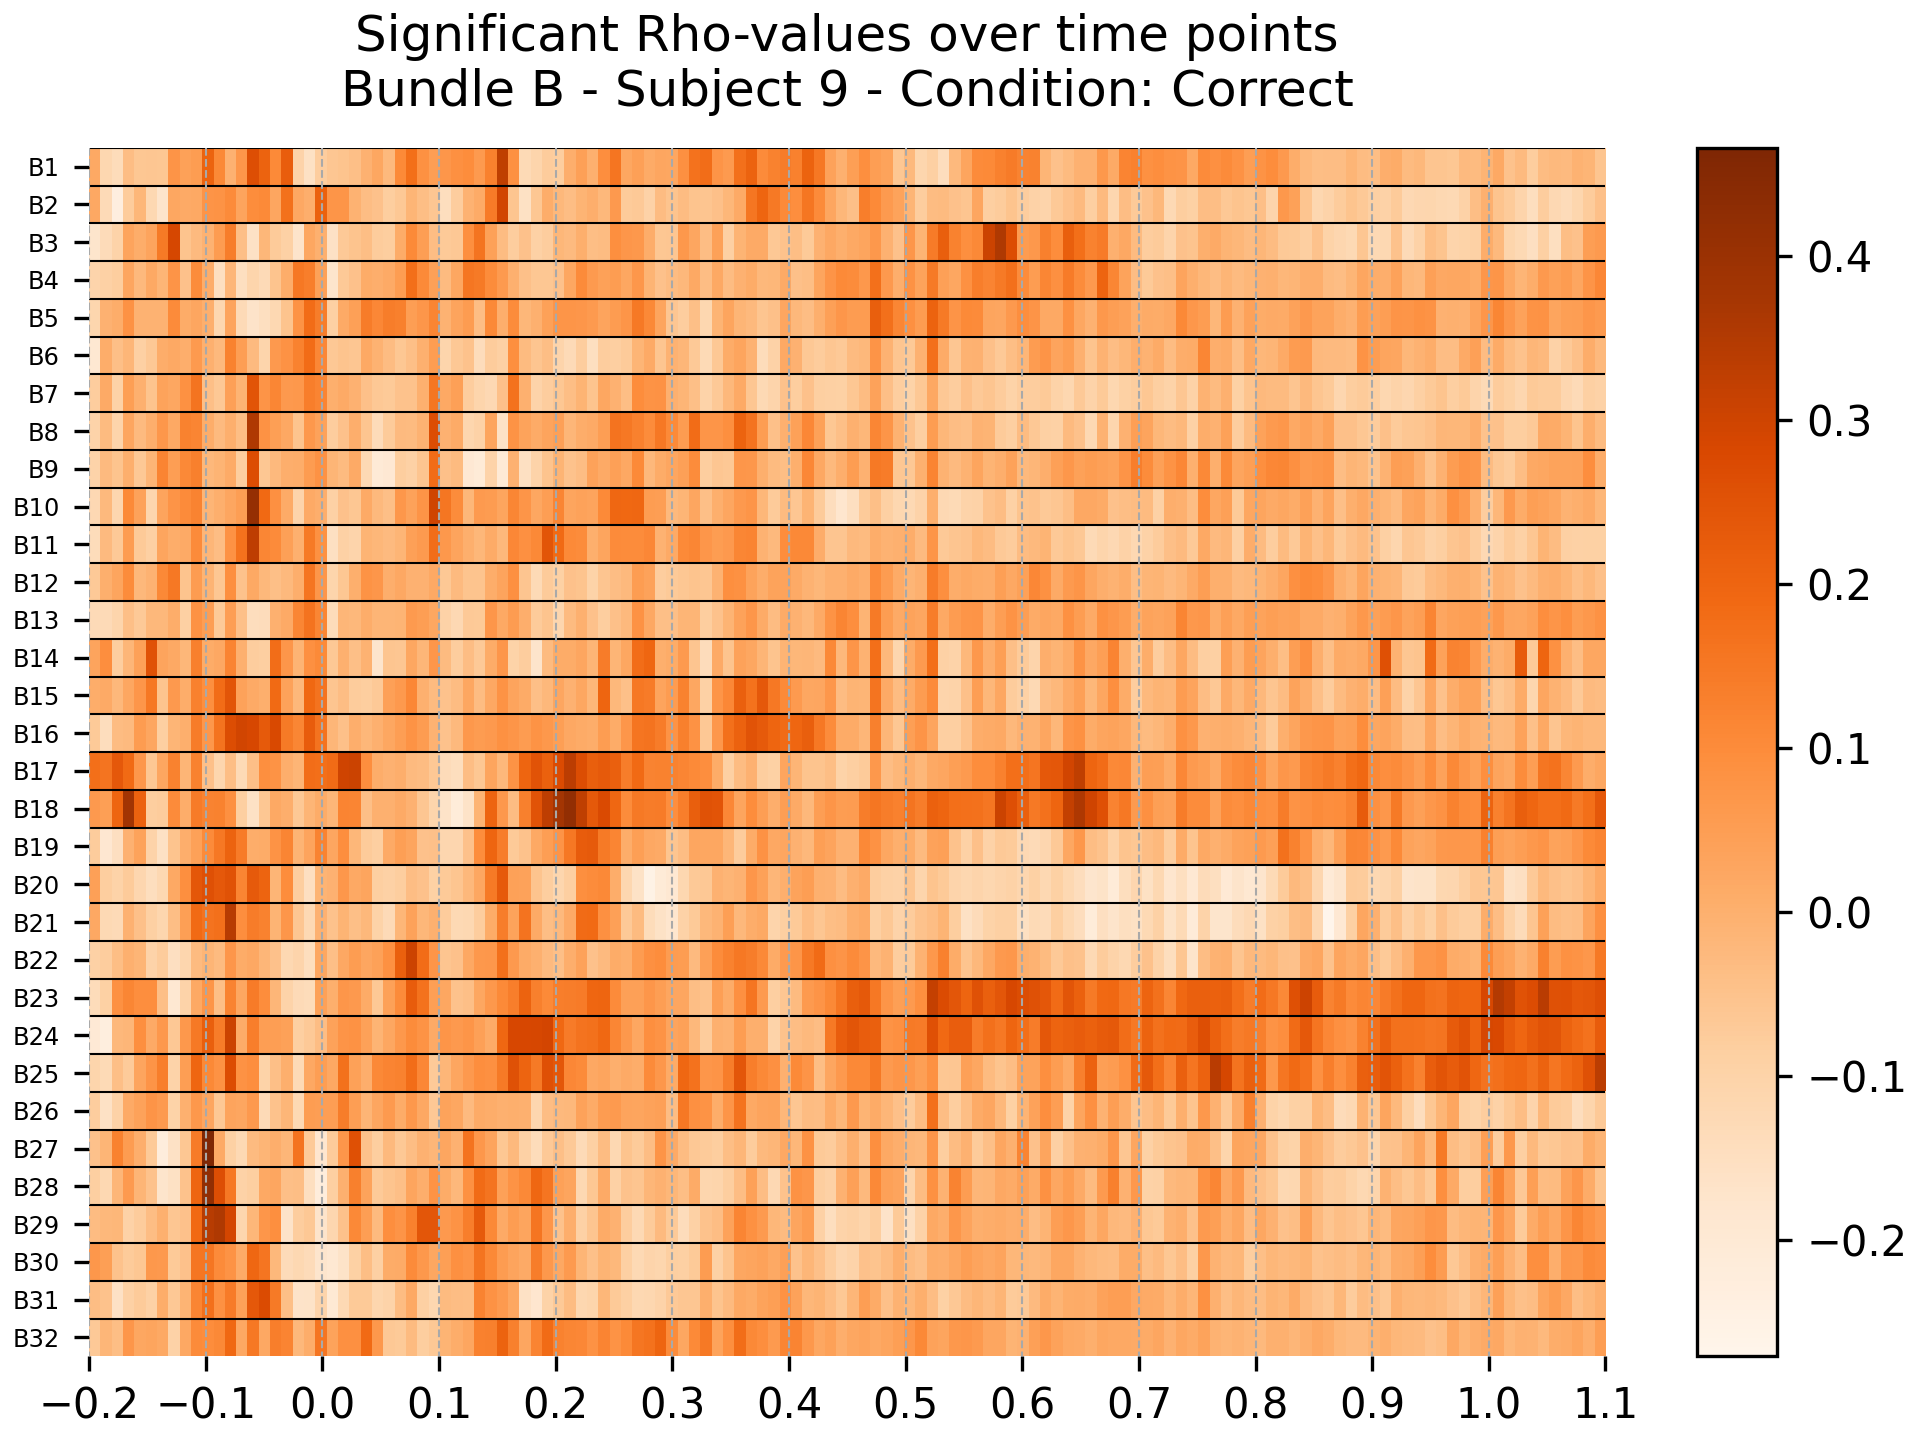 Significant Rho-values over time points
Bundle B - Subject 9 - Condition: Correct
B1
B2
B3
B4
B5
B6
B7
B8
B9
B10
B11
B12
B13
B14
B15
B16
B17
B18
B19
B20
B21
B22
B23
B24
B25
B26
B27
B28
B29
B30
B31
B32
−0.2 −0.1 0.0 0.1 0.2 0.3 0.4 0.5 0.6 0.7 0.8 0.9 1.0 1.1
0.4
0.3
0.2
0.1
0.0
−0.1
−0.2